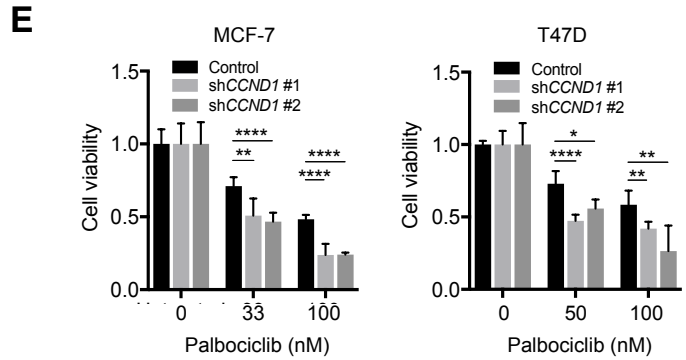 E
MCF-7
Control
shCCND1 #1
shCCND1 #2
1.5
1.0
0.5
0.0
Cell viability
****
**
****
****
0
33
100
Palbociclib (nM)
T47D
Control
shCCND1 #1
shCCND1 #2
1.5
1.0
0.5
0.0
Cell viability
*
****
**
**
0
50
100
Palbociclib (nM)